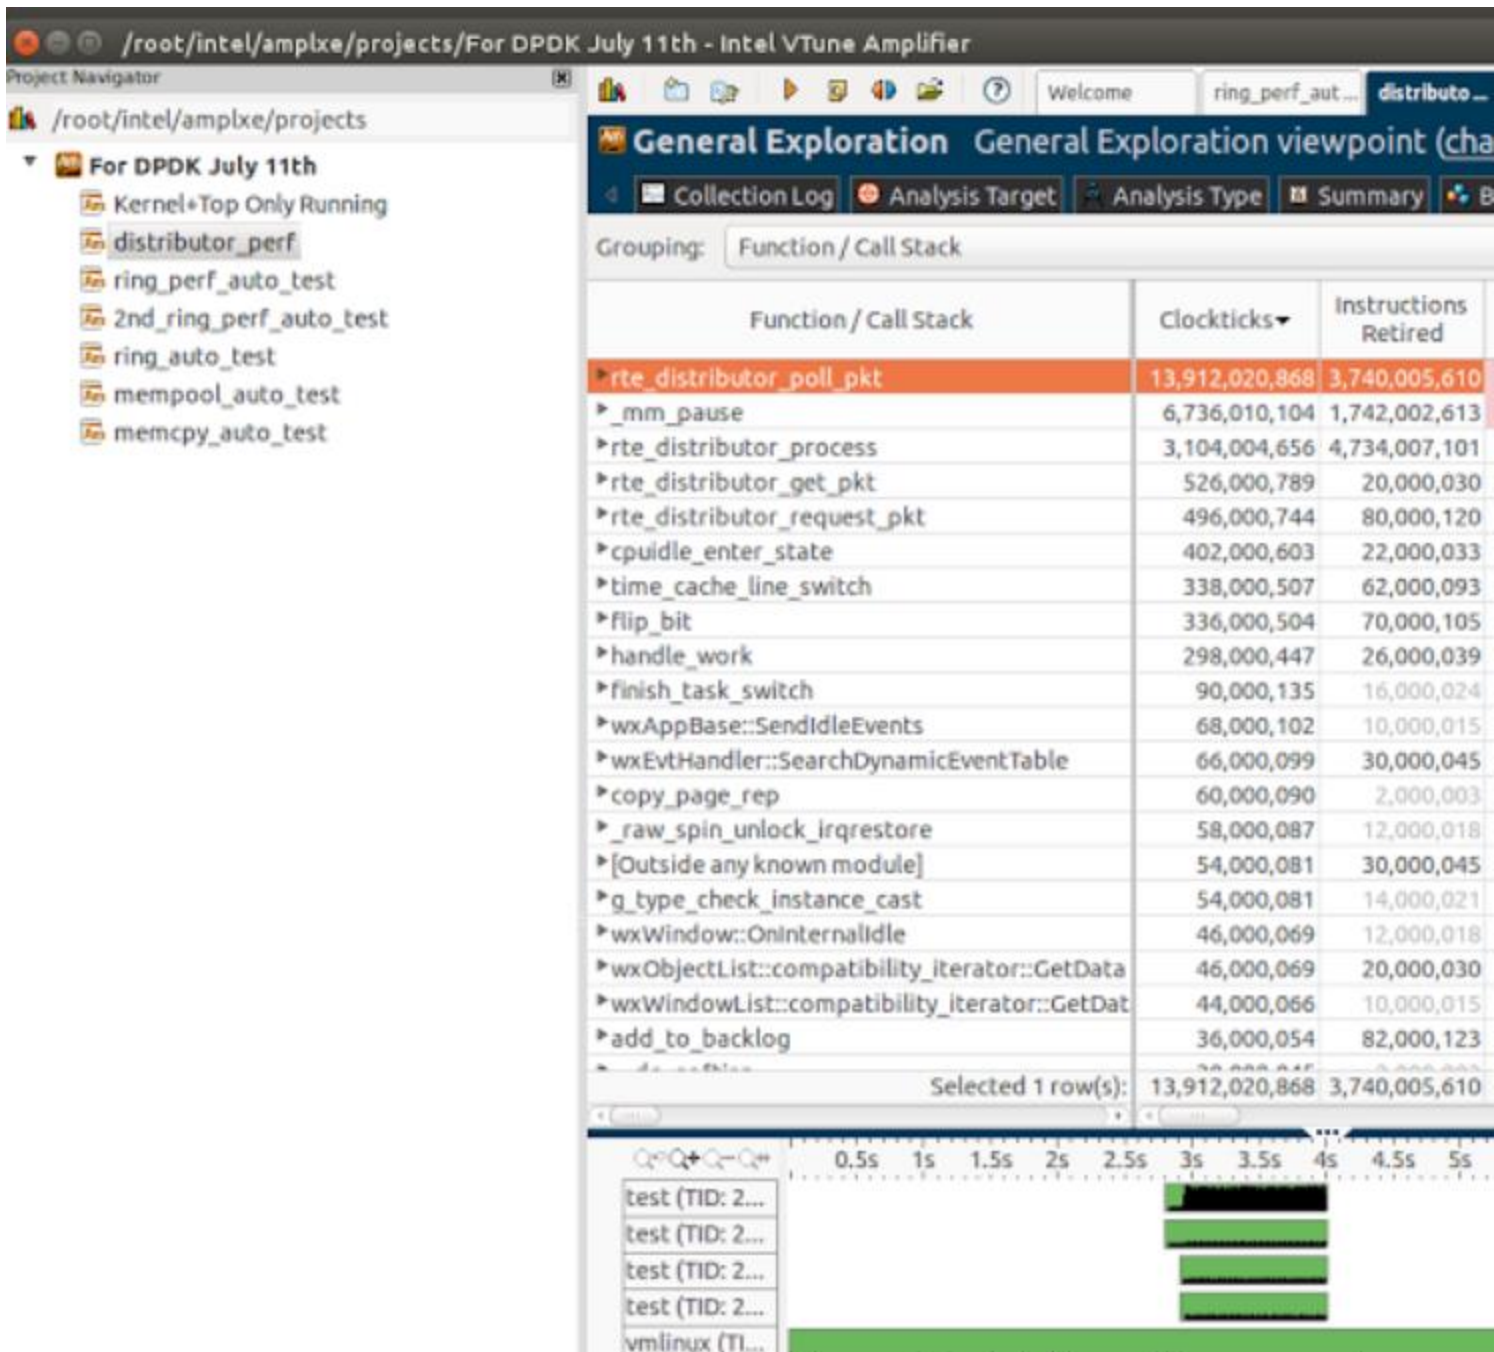 /root/intel/amplxe/projects/For DPDK July 11th - Intel VTune Amplifier
Project Navigator
/root/intel/amplxe/projects
For DPDK July 11th
Kernel+Top Only Running
distributor_perf
ring_perf_auto_test
2nd_ring_perf_auto_test
ring_auto_test
mempool_auto_test
memcpy_auto_test
Welcome ring_perf_aut... distributo...
General Exploration General Exploration viewpoint (cha
Collection Log Analysis Target Analysis Type Summary B
Grouping: Function / Call Stack
Function / Call Stack Clockticks Instructions Retired
rte_distributor_poll_pkt 13,912,020,868 3,740,005,610
_mm_pause 6,736,010,104 1,742,002,613
rte_distributor_process 3,104,004,656 4,734,007,101
rte_distributor_get_pkt 526,000,789 20,000,030
rte_distributor_request_pkt 496,000,744 80,000,120
cpuidle_enter_state 402,000,603 22,000,033
time_cache_line_switch 338,000,507 62,000,093
flip_bit 336,000,504 70,000,105
handle_work 298,000,447 26,000,039
finish_task_switch 90,000,135 16,000,024
wxAppBase::SendIdleEvents 68,000,102 10,000,015
wxEvtHandler::SearchDynamicEventTable 66,000,099 30,000,045
copy_page_rep 60,000,090 2,000,003
_raw_spin_unlock_irqrestore 58,000,087 12,000,018
[Outside any known module] 54,000,081 30,000,045
g_type_check_instance_cast 54,000,081 14,000,021
wxWindow::OnInternalIdle 46,000,069 12,000,018
wxObjectList::compatibility_iterator::GetData 46,000,069 20,000,030
wxWindowList::compatibility_iterator::GetDat 44,000,066 10,000,015
add_to_backlog 36,000,054 82,000,123
Selected 1 row(s): 13,912,020,868 3,740,005,610
0.5s 1s 1.5s 2s 2.5s 3s 3.5s 4s 4.5s 5s
test (TID: 2...
test (TID: 2...
test (TID: 2...
test (TID: 2...
vmlinux (TI...